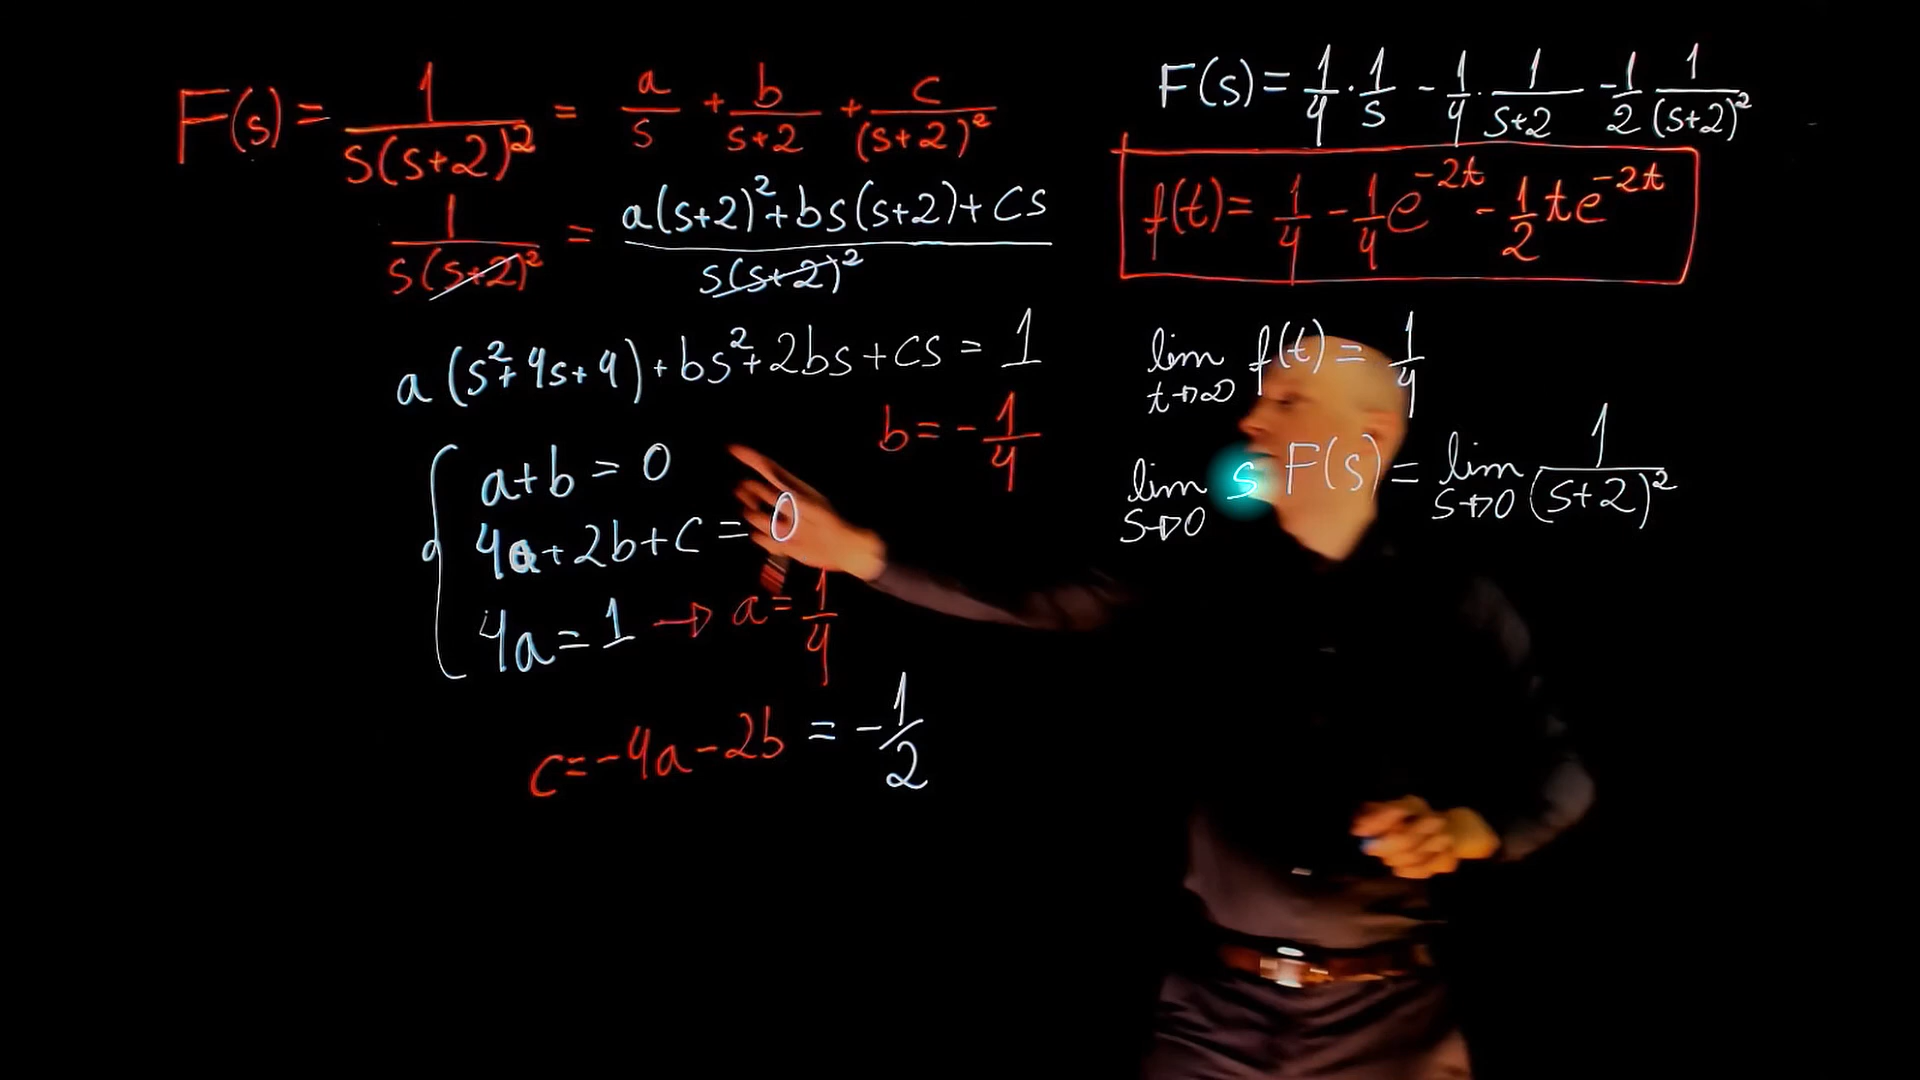 F(s) = 1/(s(s+2)²) = a/s + b/(s+2) + c/(s+2)²
1/(s(s+2)²) = (a(s+2)² + bs(s+2) + cs)/(s(s+2)²)
a(s²+4s+4) + bs² + 2bs + cs = 1
b = -1/4
a+b = 0
4a+2b+c = 0
4a = 1 → a = 1/4
c = -4a - 2b = -1/2
F(s) = 1/4 · 1/s - 1/4 · 1/(s+2) - 1/2 1/(s+2)²
f(t) = 1/4 - 1/4 e^(-2t) - 1/2 te^(-2t)
lim t→∞ f(t) = 1/4
lim s→0 s F(s) = lim s→0 1/(s+2)²